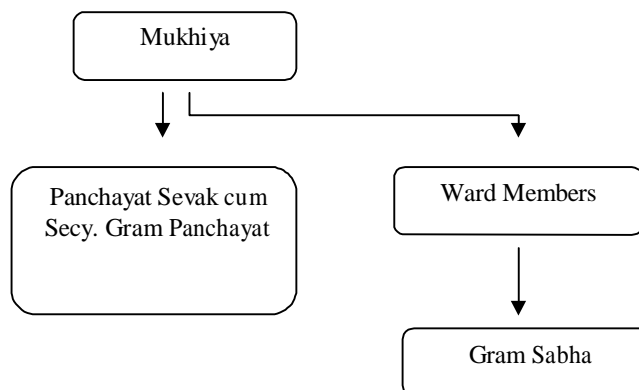 Mukhiya
Panchayat Sevak cum
Secy. Gram Panchayat
Ward Members
Gram Sabha